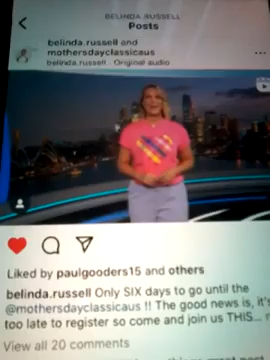 BELINDA RUSSELL
Posts
belinda.russell and
mothersdayclassicaus
belinda.russell · Original audio
Liked by paulgooders15 and others
belinda.russell Only SIX days to go until the
@mothersdayclassicaus !! The good news is, it's
too late to register so come and join us THIS...
View all 20 comments